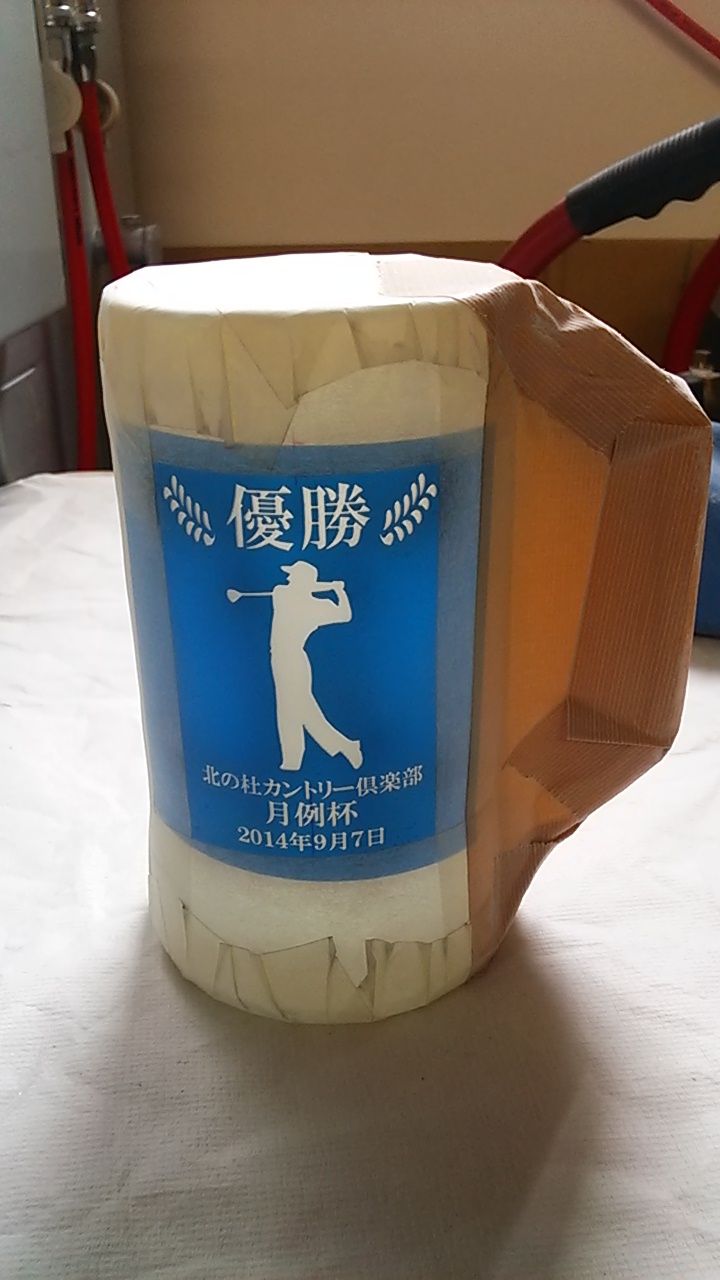 優勝
北の杜カントリー倶楽部
月例杯
2014年9月7日